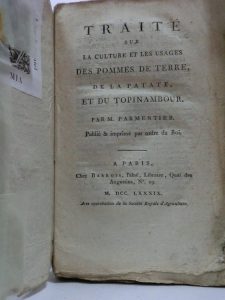 TRAITÉ
SUR
LA CULTURE ET LES USAGES
DES POMMES DE TERRE,
DE LA PATATE,
ET DU TOPINAMBOUR.
PAR M. PARMENTIER.
Publié & imprimé par ordre du Roi.
A PARIS,
Chez BARROIS, l'aîné, Libraire, Quai des
Augustins, Nº. 19.
M. DCC. LXXXIX.
Avec approbation de la Société Royale d'Agriculture.